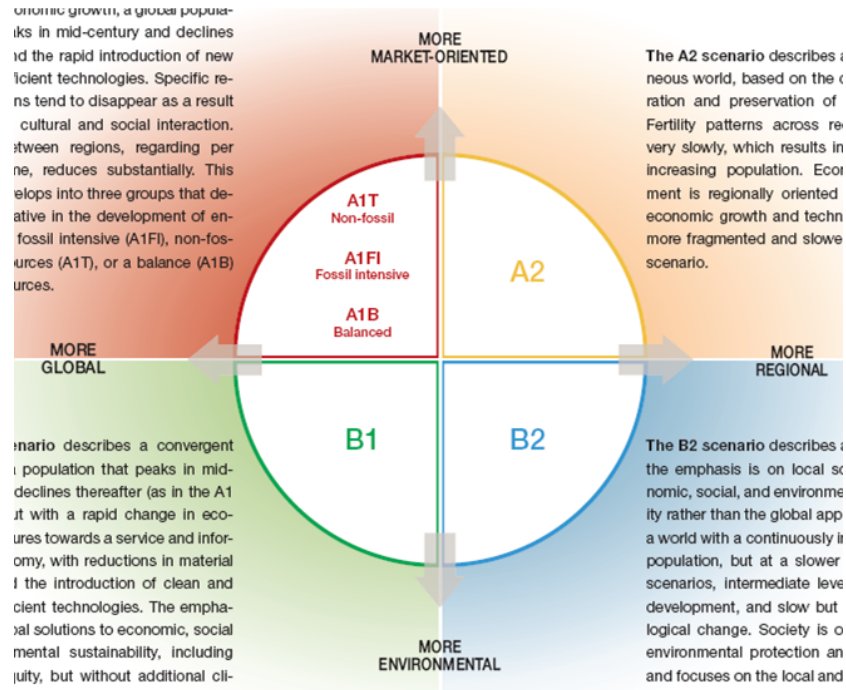 onomic growth, a global popula-
ks in mid-century and declines
nd the rapid introduction of new
ficient technologies. Specific re-
ns tend to disappear as a result
cultural and social interaction.
etween regions, regarding per
me, reduces substantially. This
velops into three groups that de-
ative in the development of en-
fossil intensive (A1FI), non-fos-
ources (A1T), or a balance (A1B)
urces.
MORE
MARKET-ORIENTED
The A2 scenario describes a
neous world, based on the c
ration and preservation of
Fertility patterns across re
very slowly, which results in
increasing population. Econ
ment is regionally oriented
economic growth and techn
more fragmented and slowe
scenario.
A1T
Non-fossil
A1FI
Fossil intensive
A1B
Balanced
A2
MORE
GLOBAL
MORE
REGIONAL
B1
B2
enario describes a convergent
population that peaks in mid-
declines thereafter (as in the A1
ut with a rapid change in eco-
ures towards a service and infor-
omy, with reductions in material
d the introduction of clean and
cient technologies. The empha-
bal solutions to economic, social
mental sustainability, including
quity, but without additional cli-
The B2 scenario describes a
the emphasis is on local so
nomic, social, and environme
ity rather than the global app
a world with a continuously in
population, but at a slower
scenarios, intermediate leve
development, and slow but
logical change. Society is o
environmental protection an
and focuses on the local and
MORE
ENVIRONMENTAL